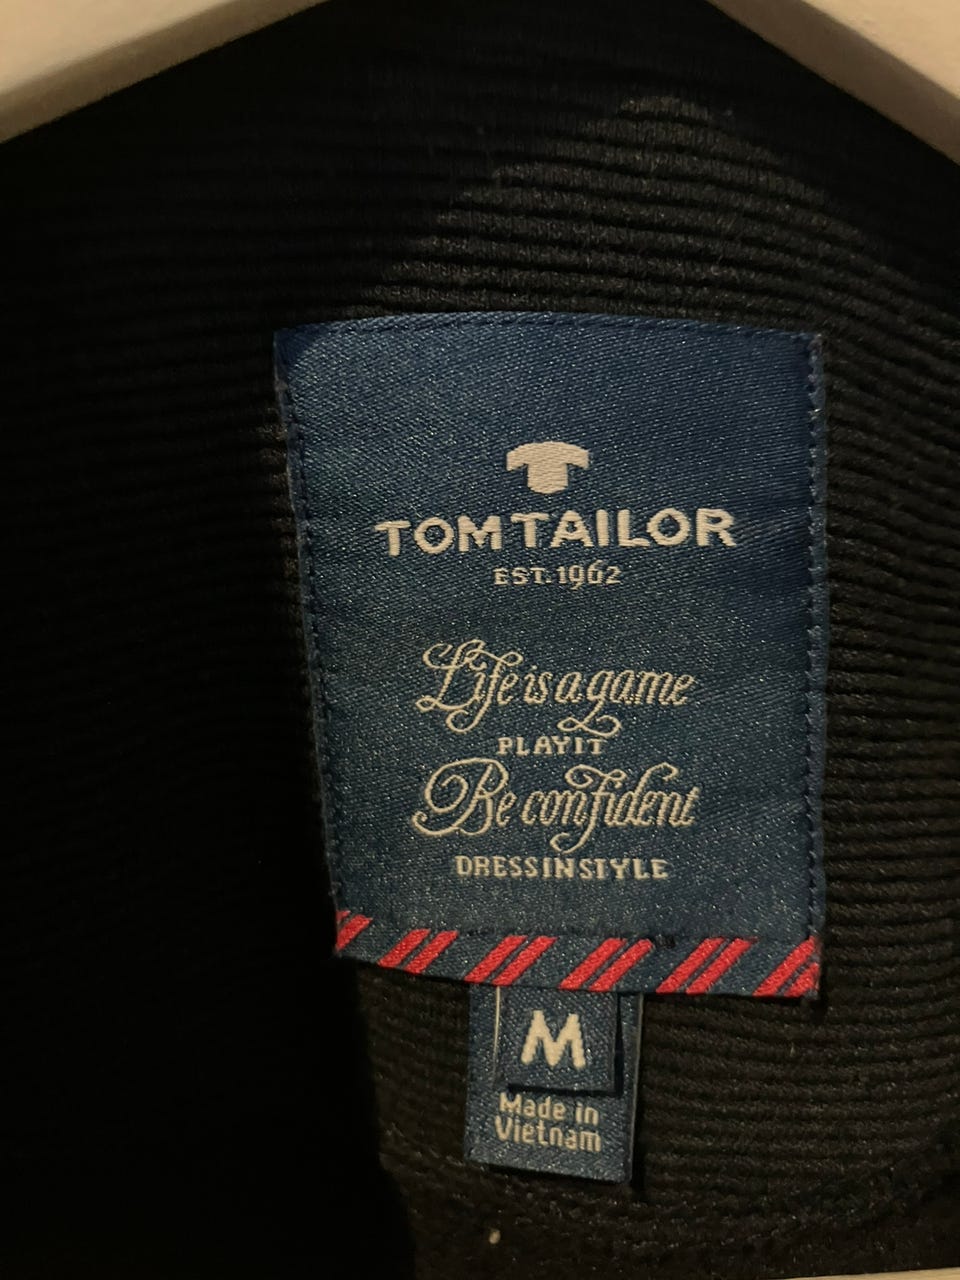 TOM TAILOR
EST. 1962
Life is a game
PLAY IT
Be confident
DRESS IN STYLE
M
Made in
Vietnam